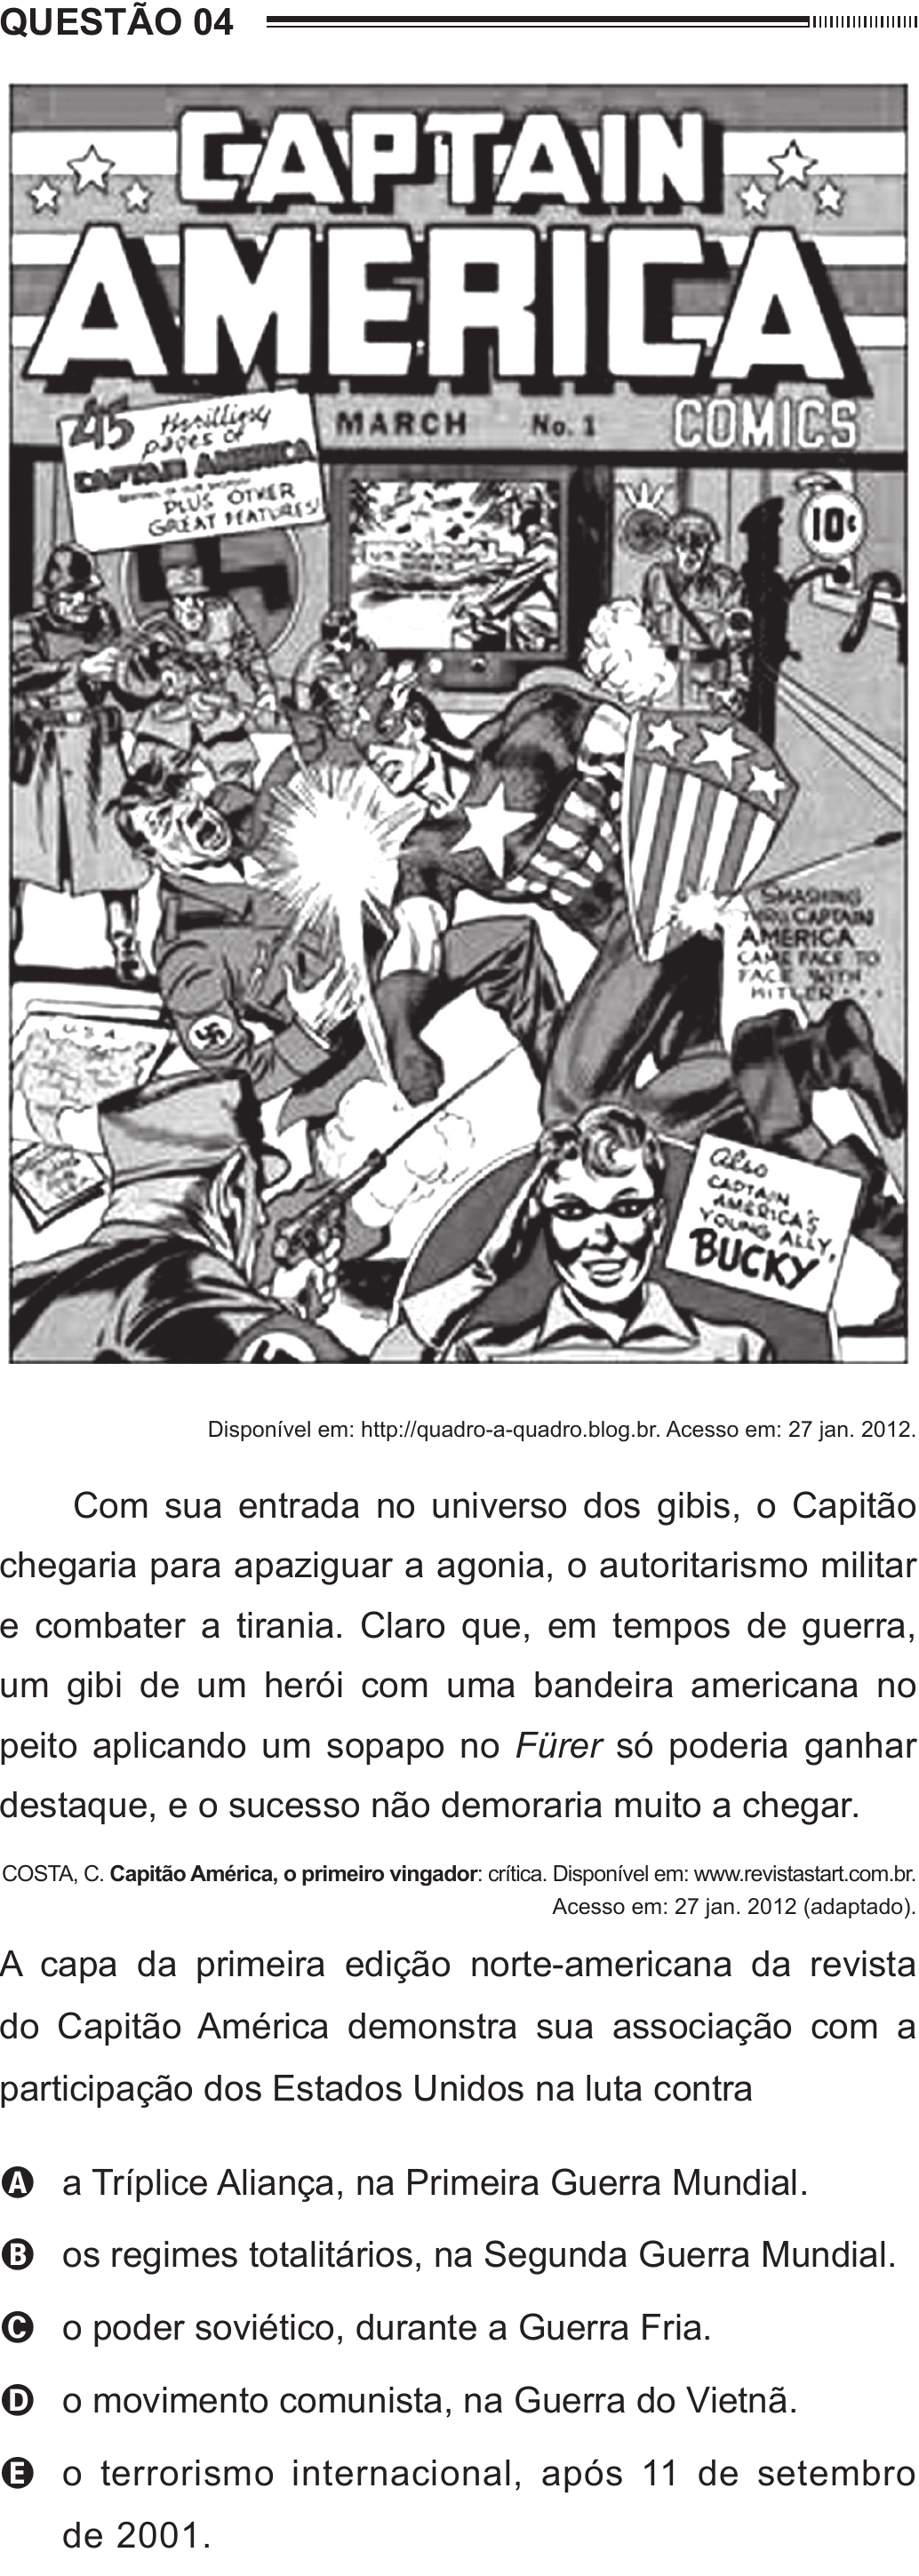 QUESTÃO 04
CAPTAIN
AMERICA
COMICS
MARCH No. 1
45 thrilling
pages of
CAPTAIN AMERICA
PLUS OTHER
GREAT FEATURES!
10¢
SMASHING
THRU, CAPTAIN
AMERICA
CAME FACE TO
FACE WITH
HITLER...
U.S.A
Also
CAPTAIN
AMERICA'S
YOUNG ALLY,
BUCKY
Disponível em: http://quadro-a-quadro.blog.br. Acesso em: 27 jan. 2012.
Com sua entrada no universo dos gibis, o Capitão
chegaria para apaziguar a agonia, o autoritarismo militar
e combater a tirania. Claro que, em tempos de guerra,
um gibi de um herói com uma bandeira americana no
peito aplicando um sopapo no Fürer só poderia ganhar
destaque, e o sucesso não demoraria muito a chegar.
COSTA, C. Capitão América, o primeiro vingador: crítica. Disponível em: www.revistastart.com.br.
Acesso em: 27 jan. 2012 (adaptado).
A capa da primeira edição norte-americana da revista
do Capitão América demonstra sua associação com a
participação dos Estados Unidos na luta contra
A a Tríplice Aliança, na Primeira Guerra Mundial.
B os regimes totalitários, na Segunda Guerra Mundial.
C o poder soviético, durante a Guerra Fria.
D o movimento comunista, na Guerra do Vietnã.
E o terrorismo internacional, após 11 de setembro
de 2001.